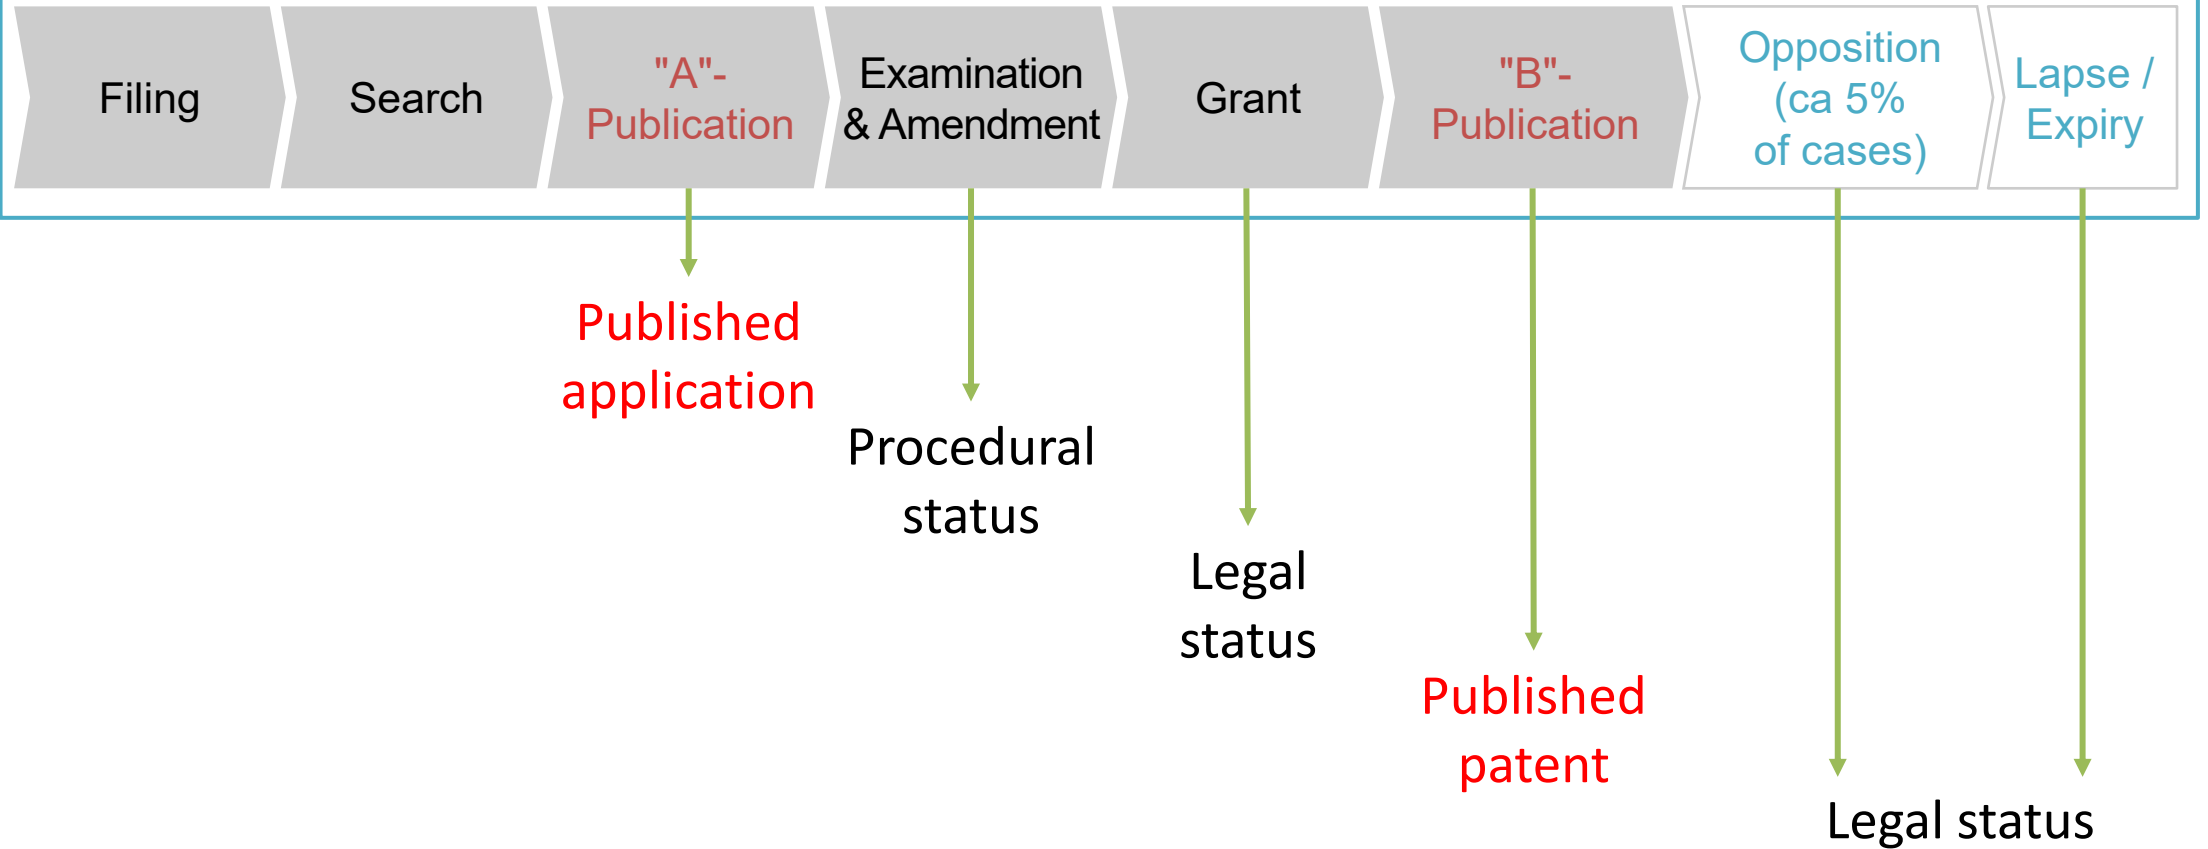 Filing
Search
"A"-
Publication
Examination
& Amendment
Grant
"B"-
Publication
Opposition
(ca 5%
of cases)
Lapse /
Expiry
Published
application
Procedural
status
Legal
status
Published
patent
Legal status